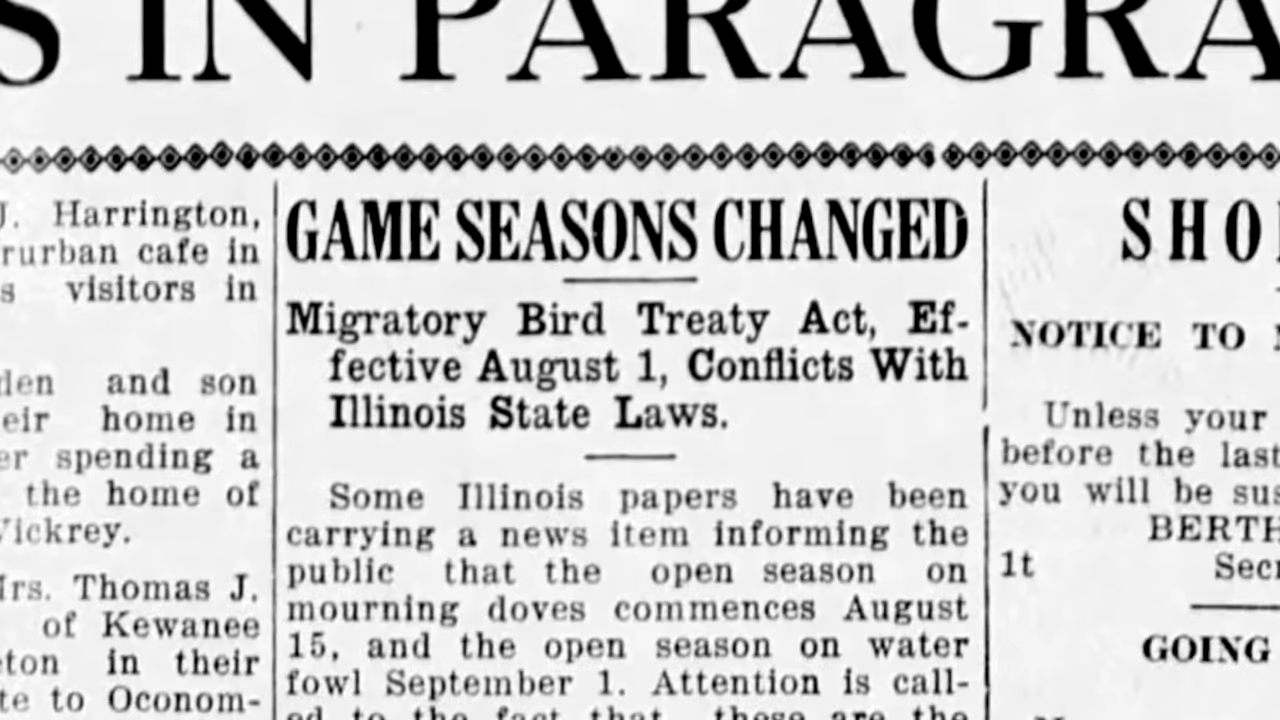 S IN PARAGRA
J. Harrington,
rurban cafe in
s visitors in
den and son
eir home in
er spending a
the home of
Vickrey.
Mrs. Thomas J.
of Kewanee
ton in their
te to Oconom-
GAME SEASONS CHANGED
Migratory Bird Treaty Act, Ef-
fective August 1, Conflicts With
Illinois State Laws.
Some Illinois papers have been
carrying a news item informing the
public that the open season on
mourning doves commences August
15, and the open season on water
fowl September 1. Attention is call-
ed to the fact that these are the
SHO
NOTICE TO
Unless your
before the last
you will be sus
BERTH
1t Secr
GOING